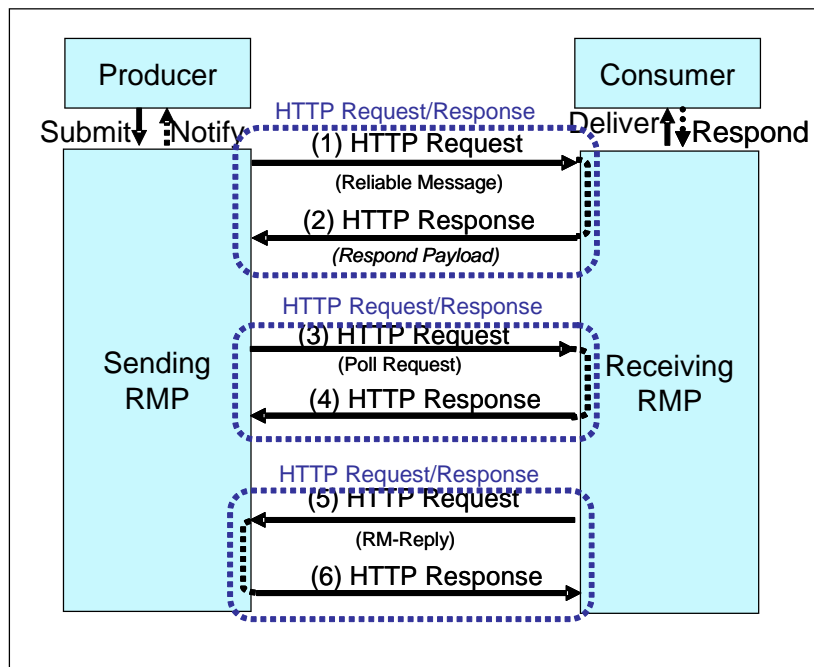 Producer
Consumer
Submit
Notify
Deliver
Respond
HTTP Request/Response
(1) HTTP Request
(Reliable Message)
(2) HTTP Response
(Respond Payload)
HTTP Request/Response
(3) HTTP Request
(Poll Request)
(4) HTTP Response
Sending
RMP
Receiving
RMP
HTTP Request/Response
(5) HTTP Request
(RM-Reply)
(6) HTTP Response